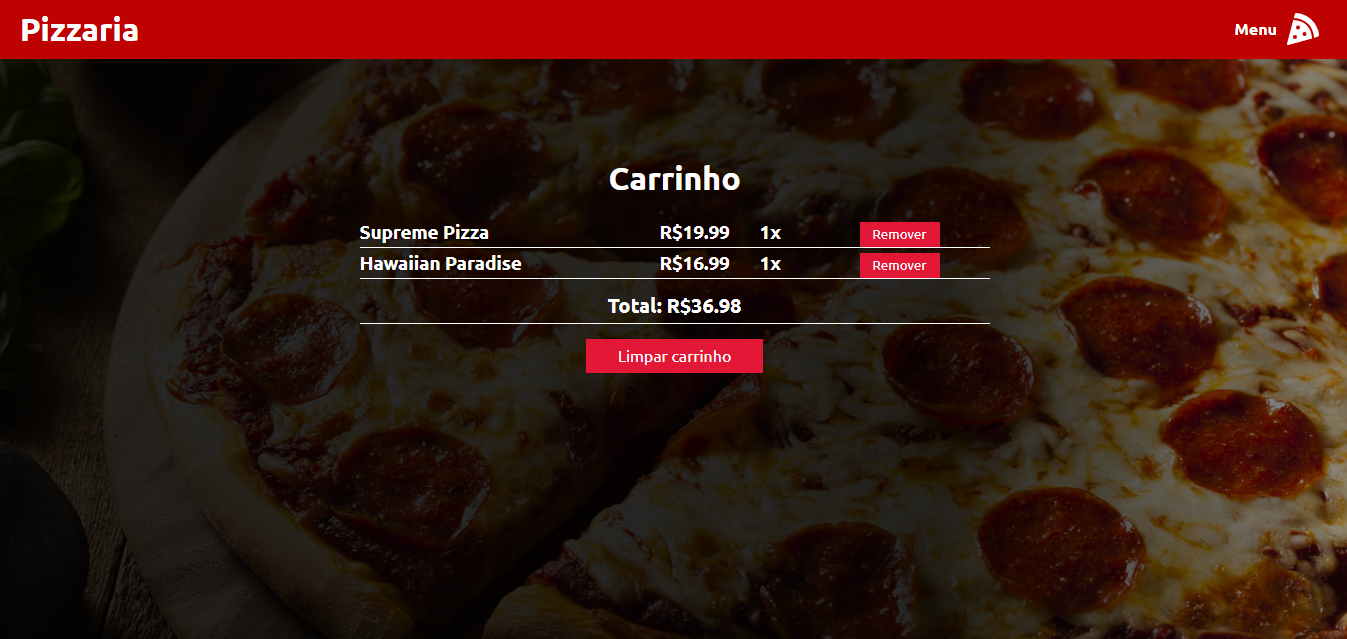 Pizzaria Menu
Carrinho
Supreme Pizza R$19.99 1x Remover
Hawaiian Paradise R$16.99 1x Remover
Total: R$36.98
Limpar carrinho